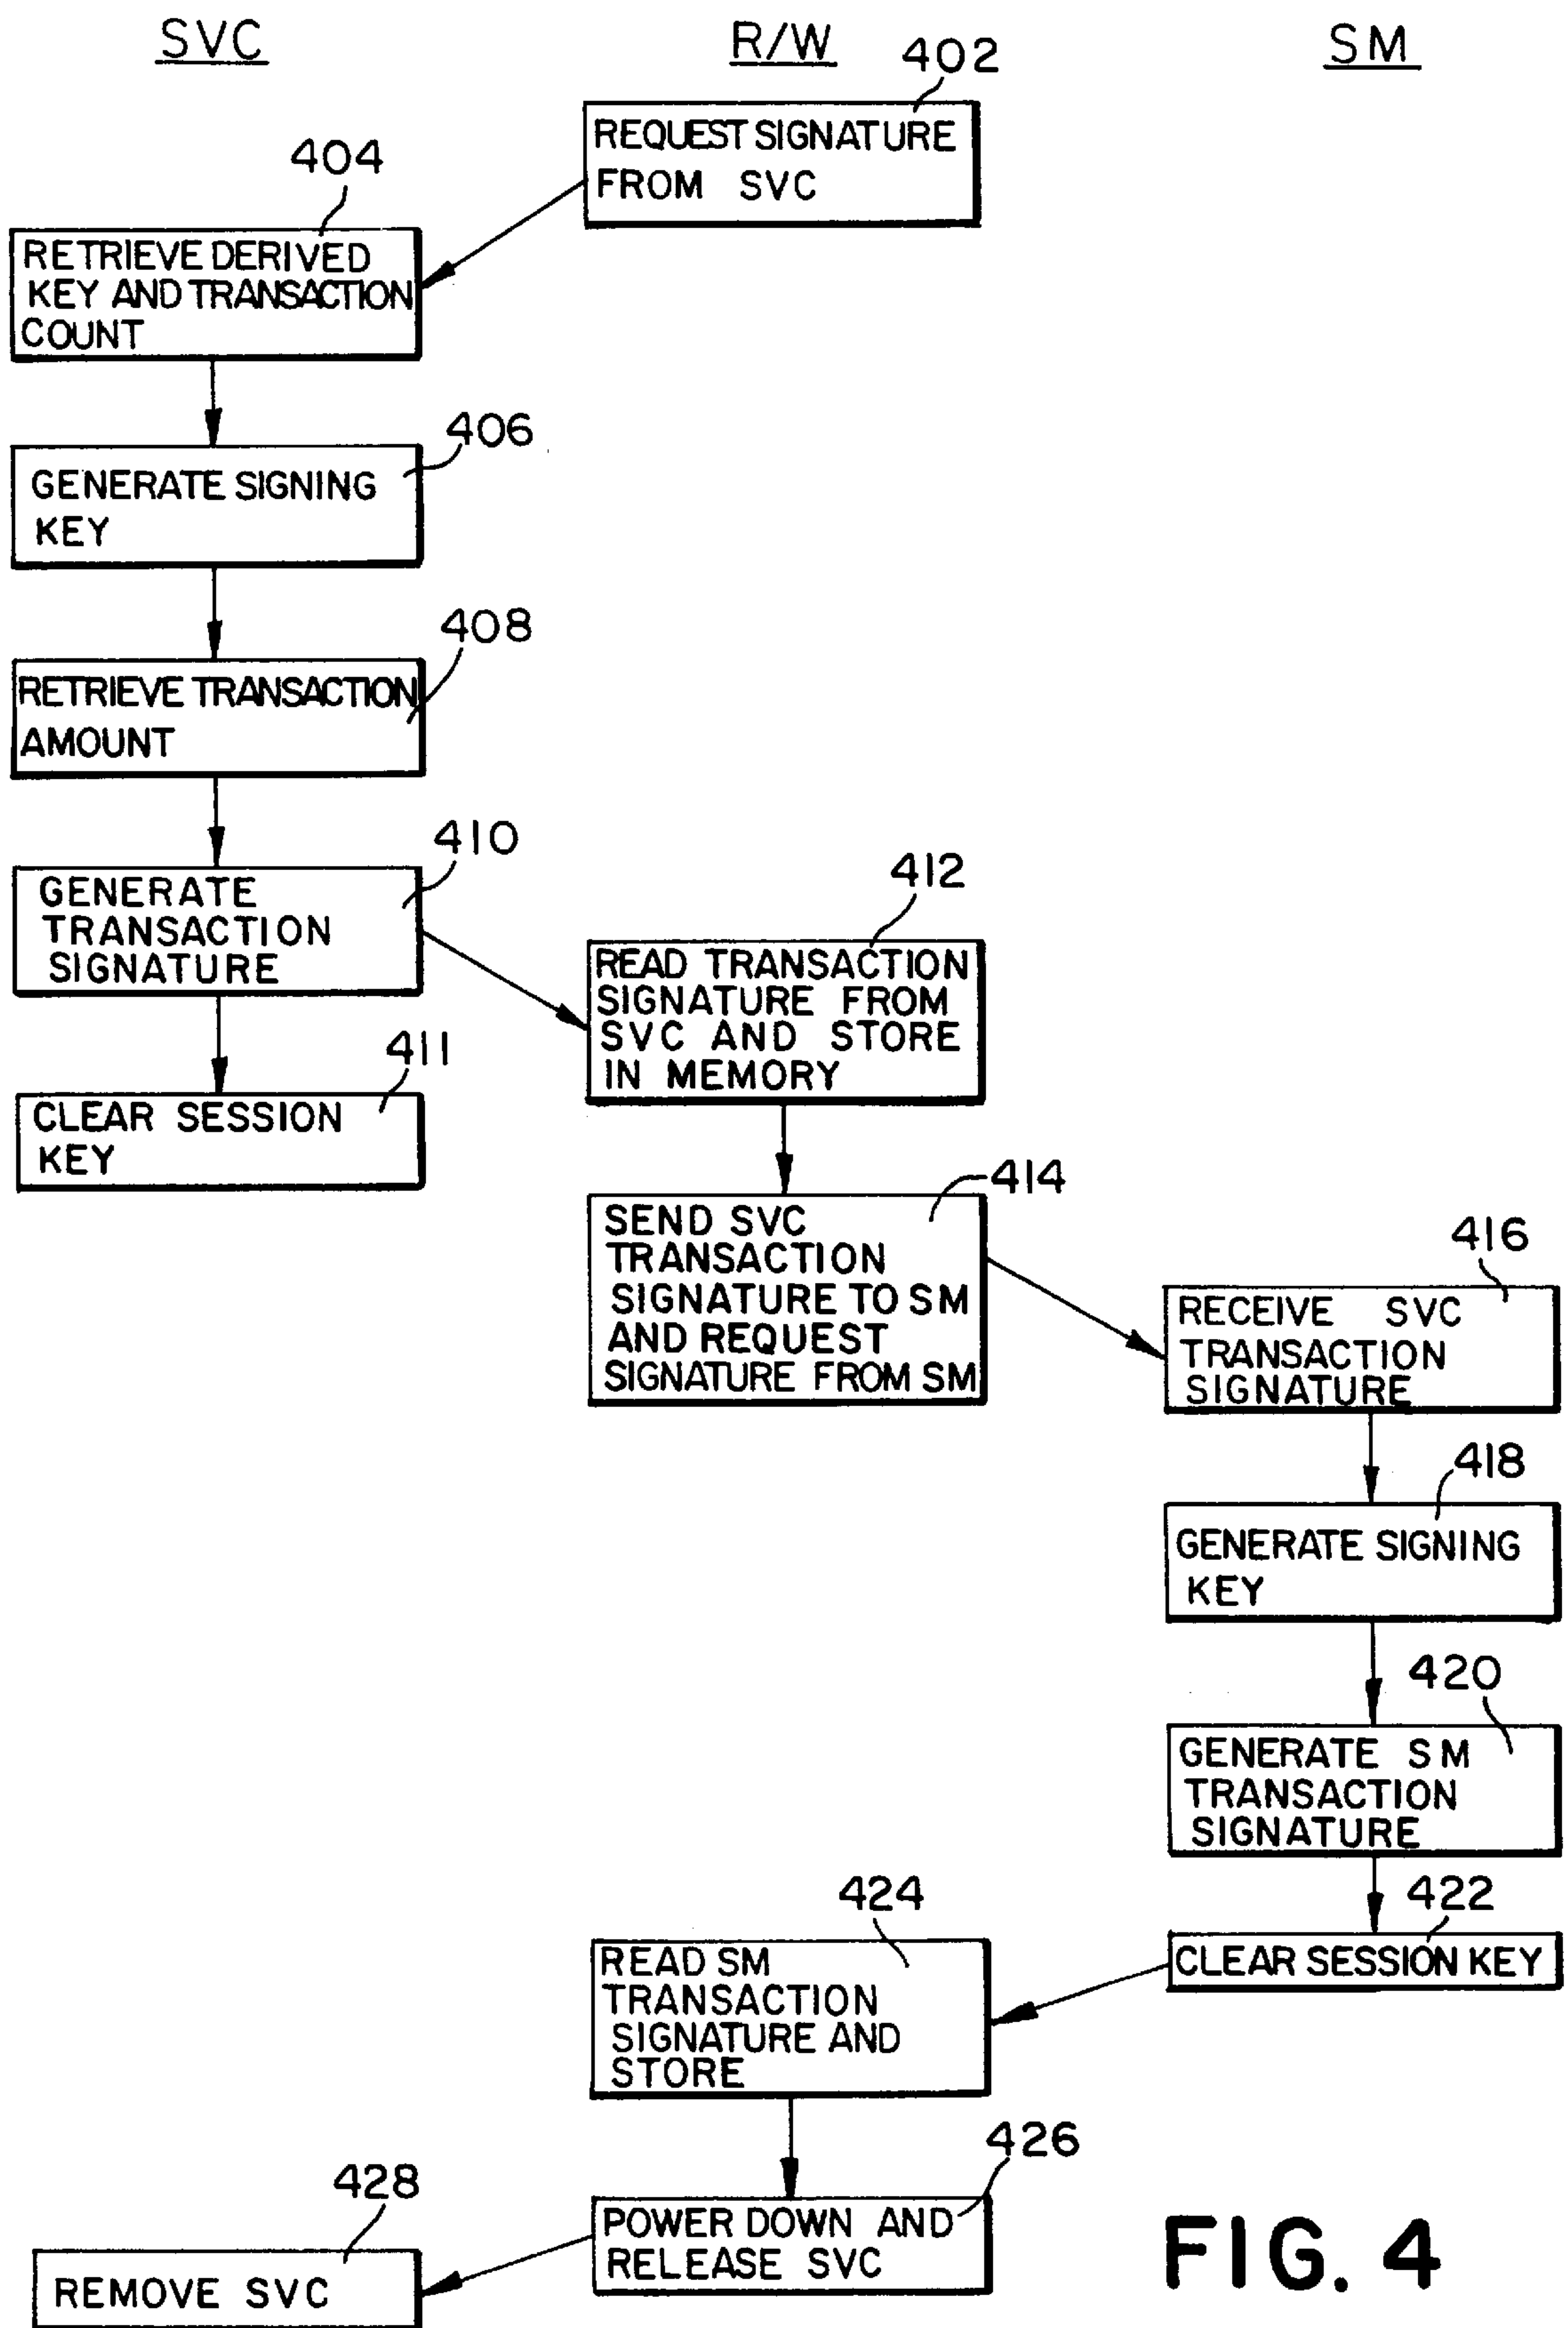 SVC
R/W
SM
402
REQUEST SIGNATURE
FROM SVC
404
RETRIEVE DERIVED
KEY AND TRANSACTION
COUNT
406
GENERATE SIGNING
KEY
408
RETRIEVE TRANSACTION
AMOUNT
410
GENERATE
TRANSACTION
SIGNATURE
411
CLEAR SESSION
KEY
412
READ TRANSACTION
SIGNATURE FROM
SVC AND STORE
IN MEMORY
414
SEND SVC
TRANSACTION
SIGNATURE TO SM
AND REQUEST
SIGNATURE FROM SM
416
RECEIVE SVC
TRANSACTION
SIGNATURE
418
GENERATE SIGNING
KEY
420
GENERATE SM
TRANSACTION
SIGNATURE
422
CLEAR SESSION KEY
424
READ SM
TRANSACTION
SIGNATURE AND
STORE
426
POWER DOWN AND
RELEASE SVC
428
REMOVE SVC
FIG. 4